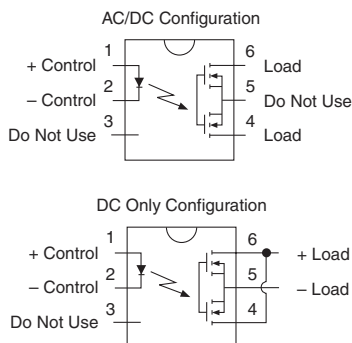 AC/DC Configuration
1 6
+ Control Load
2 5
– Control Do Not Use
3 4
Do Not Use Load
DC Only Configuration
1 6
+ Control + Load
2 5
– Control – Load
3 4
Do Not Use